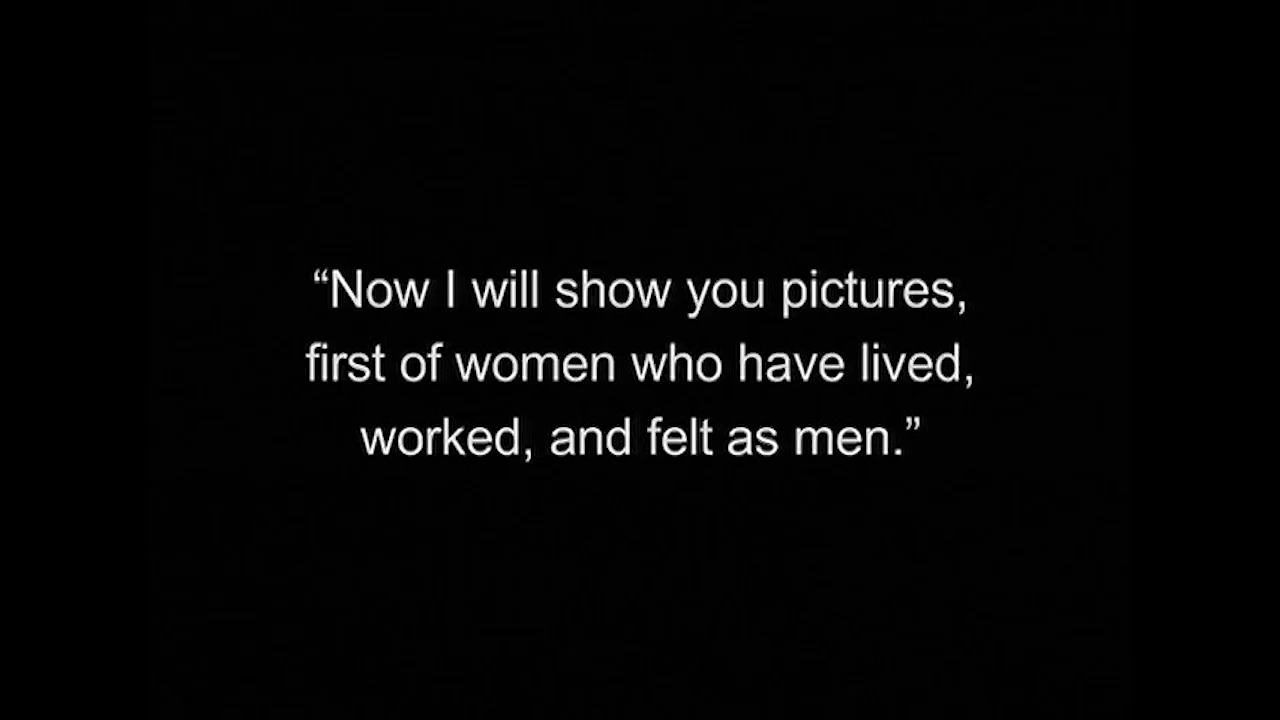 “Now I will show you pictures,
first of women who have lived,
worked, and felt as men.”